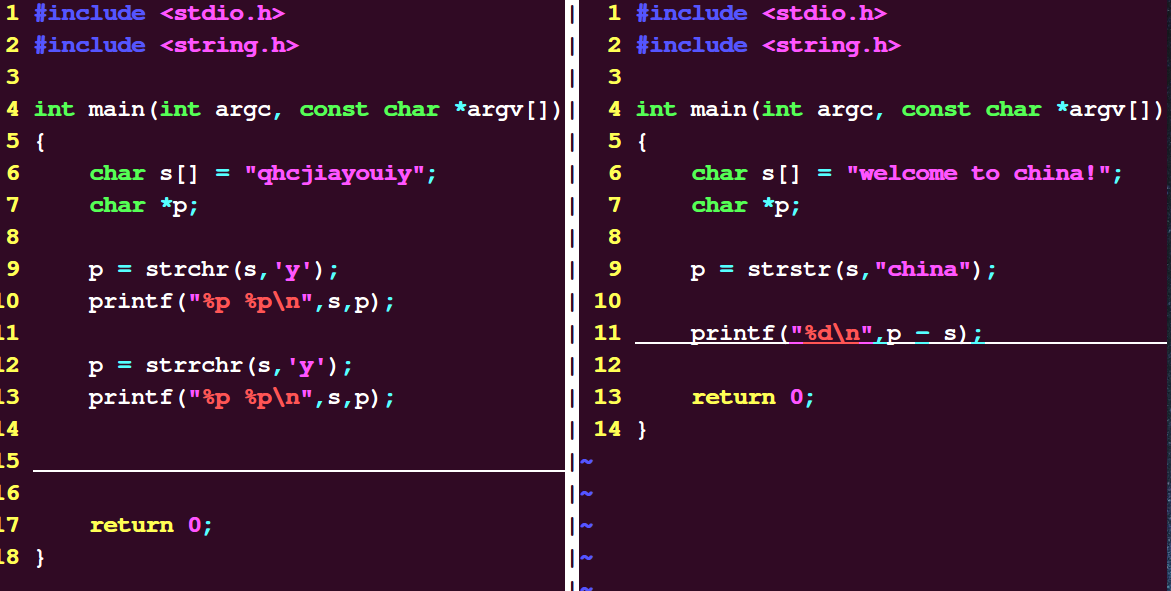 1 #include <stdio.h>
2 #include <string.h>
3
4 int main(int argc, const char *argv[])
5 {
6     char s[] = "qhcjiayouiy";
7     char *p;
8
9     p = strchr(s,'y');
10     printf("%p %p\n",s,p);
11
12     p = strrchr(s,'y');
13     printf("%p %p\n",s,p);
14
15
16
17     return 0;
18 }
1 #include <stdio.h>
2 #include <string.h>
3
4 int main(int argc, const char *argv[])
5 {
6     char s[] = "welcome to china!";
7     char *p;
8
9     p = strstr(s,"china");
10
11     printf("%d\n",p - s);
12
13     return 0;
14 }
~
~
~
~
~